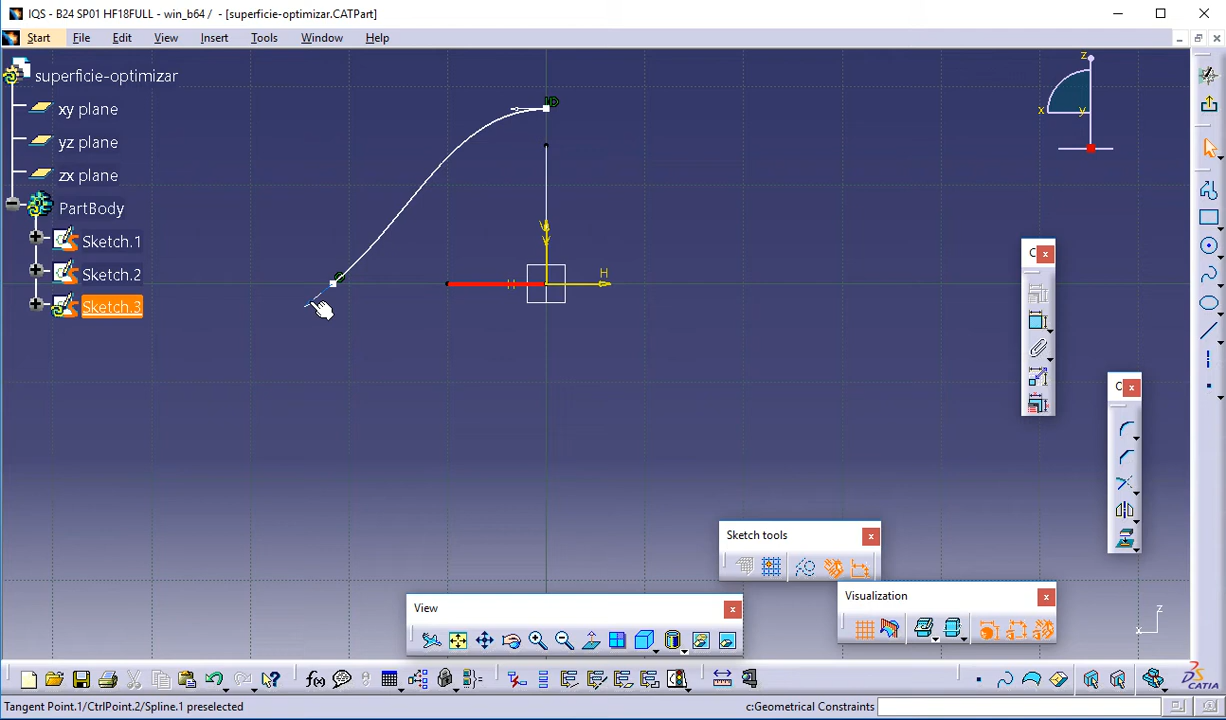 IQS - B24 SP01 HF18FULL - win_b64 / - [superficie-optimizar.CATPart]
Start File Edit View Insert Tools Window Help
superficie-optimizar
xy plane
yz plane
zx plane
PartBody
Sketch.1
Sketch.2
Sketch.3
z
x
y
V
H
H
C
C
Sketch tools
Visualization
View
z
x
f(x)
CATIA
Tangent Point.1/CtrlPoint.2/Spline.1 preselected
c:Geometrical Constraints